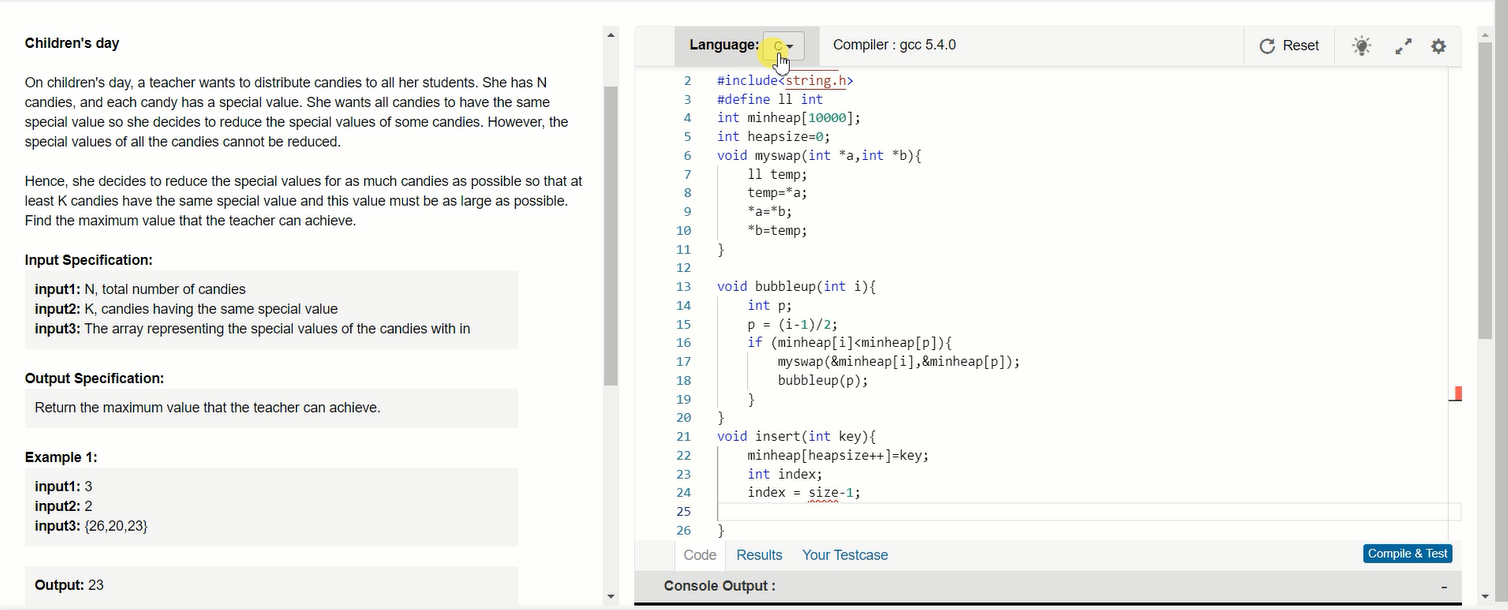 Children's day
On children's day, a teacher wants to distribute candies to all her students. She has N
candies, and each candy has a special value. She wants all candies to have the same
special value so she decides to reduce the special values of some candies. However, the
special values of all the candies cannot be reduced.
Hence, she decides to reduce the special values for as much candies as possible so that at
least K candies have the same special value and this value must be as large as possible.
Find the maximum value that the teacher can achieve.
Input Specification:
input1: N, total number of candies
input2: K, candies having the same special value
input3: The array representing the special values of the candies with in
Output Specification:
Return the maximum value that the teacher can achieve.
Example 1:
input1: 3
input2: 2
input3: {26,20,23}
Output: 23
Language: C Compiler : gcc 5.4.0 Reset
2 #include<string.h>
3 #define ll int
4 int minheap[10000];
5 int heapsize=0;
6 void myswap(int *a,int *b){
7 ll temp;
8 temp=*a;
9 *a=*b;
10 *b=temp;
11 }
12
13 void bubbleup(int i){
14 int p;
15 p = (i-1)/2;
16 if (minheap[i]<minheap[p]){
17 myswap(&minheap[i],&minheap[p]);
18 bubbleup(p);
19 }
20 }
21 void insert(int key){
22 minheap[heapsize++]=key;
23 int index;
24 index = size-1;
25
26 }
Code Results Your Testcase Compile & Test
Console Output : -